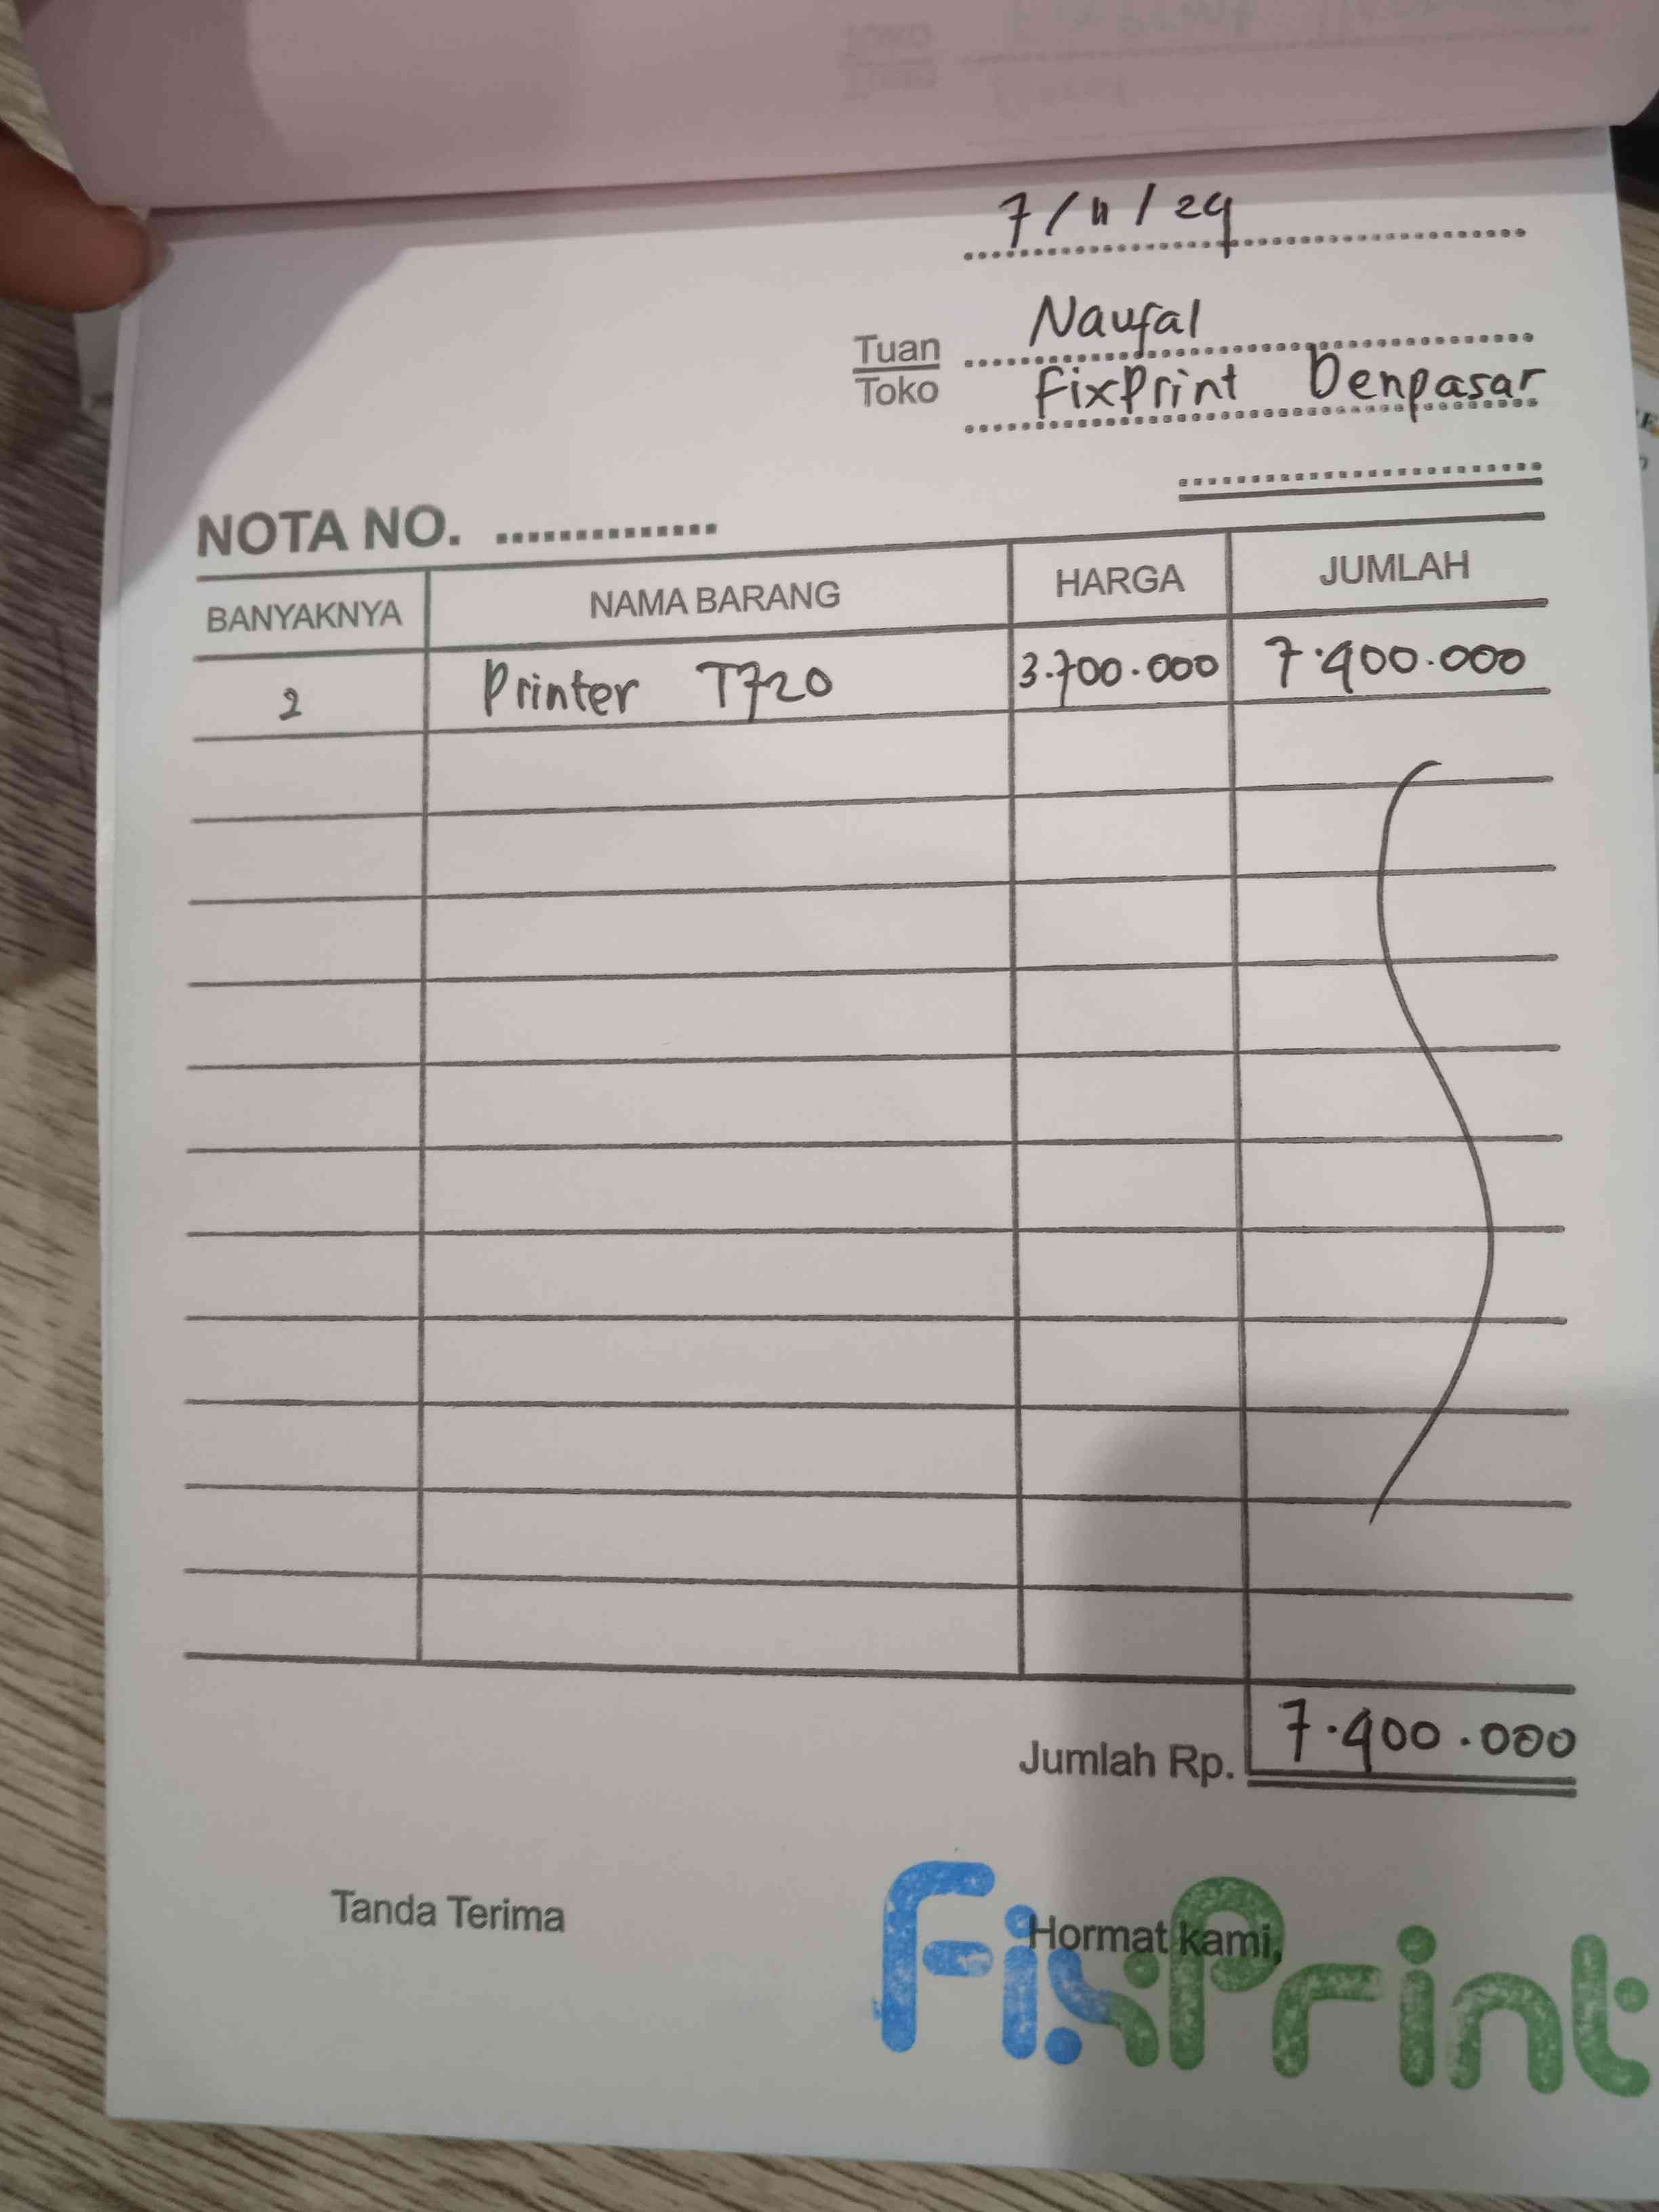 7/11/24
Tuan
Toko
Naufal
FixPrint Denpasar
NOTA NO. ..............
BANYAKNYA NAMA BARANG HARGA JUMLAH
2 Printer T720 3.700.000 7.400.000
Jumlah Rp. 7.400.000
Tanda Terima Hormat kami,
FixPrint